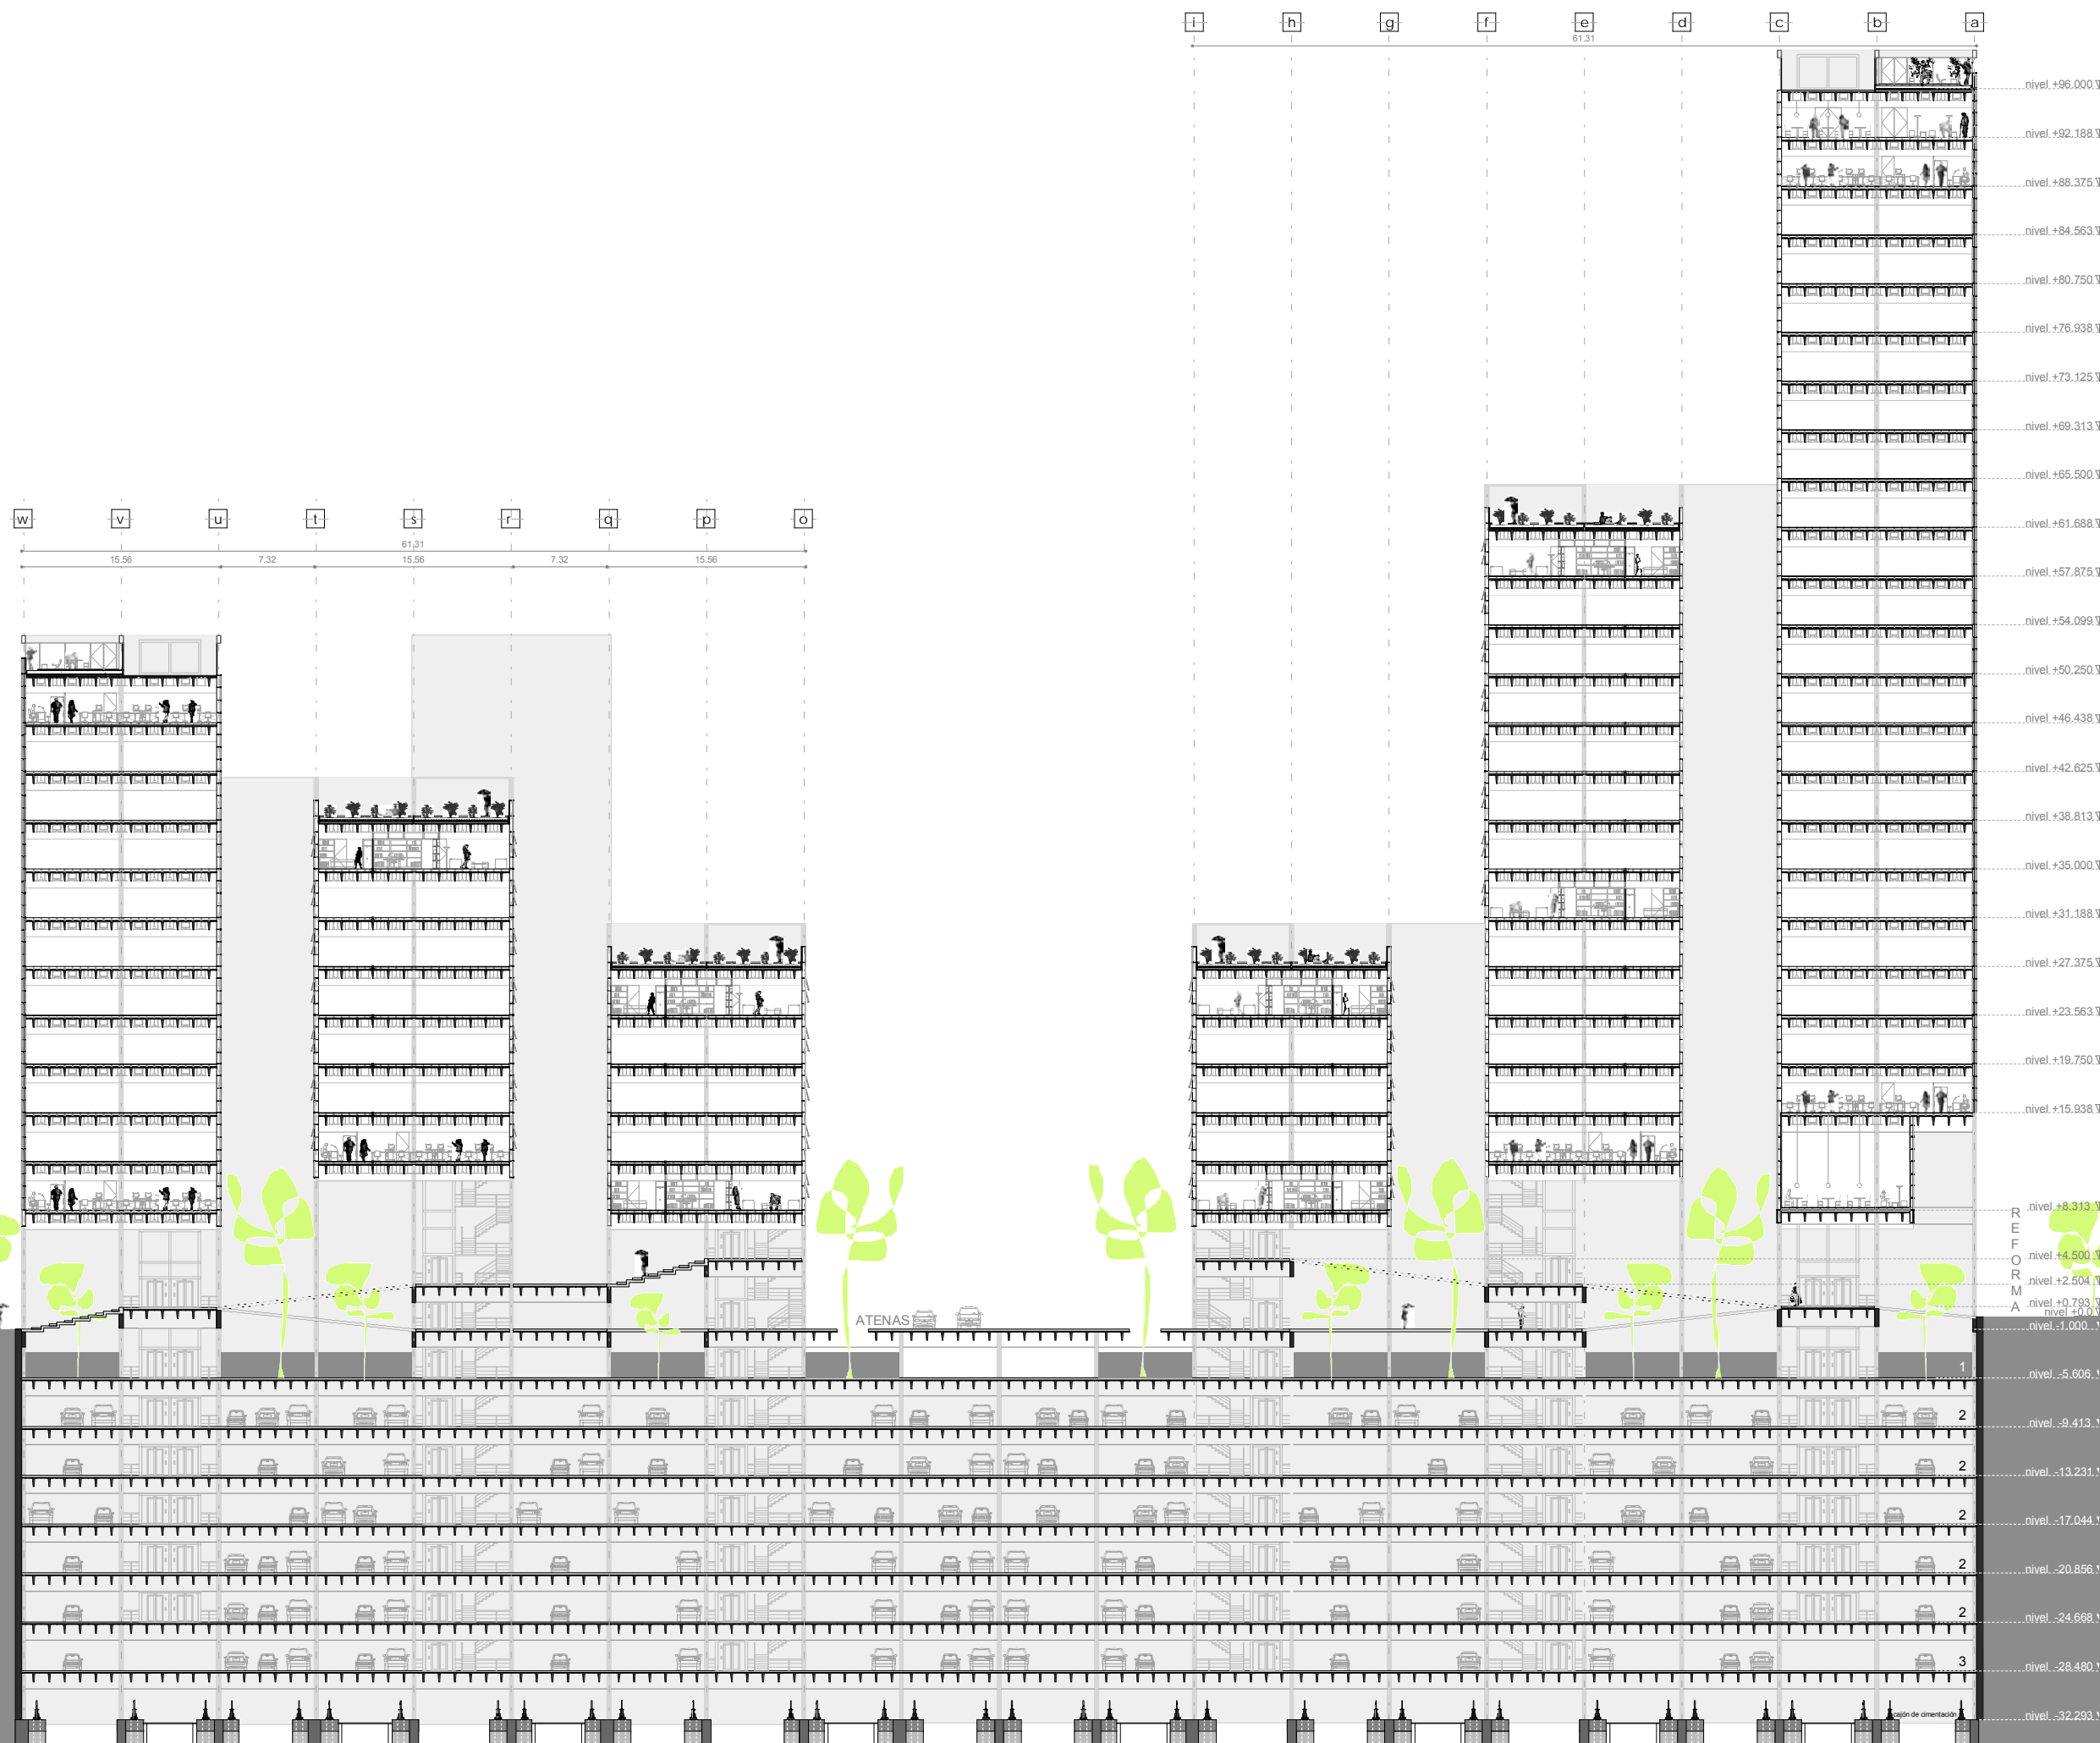 i h g f e d c b a
61.31
nivel +96.000
nivel +92.188
nivel +88.375
nivel +84.563
nivel +80.750
nivel +76.938
nivel +73.125
nivel +69.313
nivel +65.500
nivel +61.688
nivel +57.875
nivel +54.099
nivel +50.250
nivel +46.438
nivel +42.625
nivel +38.813
nivel +35.000
nivel +31.188
nivel +27.375
nivel +23.563
nivel +19.750
nivel +15.938
nivel +8.313
nivel +4.500
nivel +2.504
nivel +0.793
nivel +0.0
nivel -1.000
nivel -5.606
nivel -9.413
nivel -13.231
nivel -17.044
nivel -20.856
nivel -24.668
nivel -28.480
nivel -32.293
w v u t s r q p o
61.31
15.56 7.32 15.56 7.32 15.56
REFORMA
ATENAS
1
2
2
2
2
2
3
cajón de cimentación